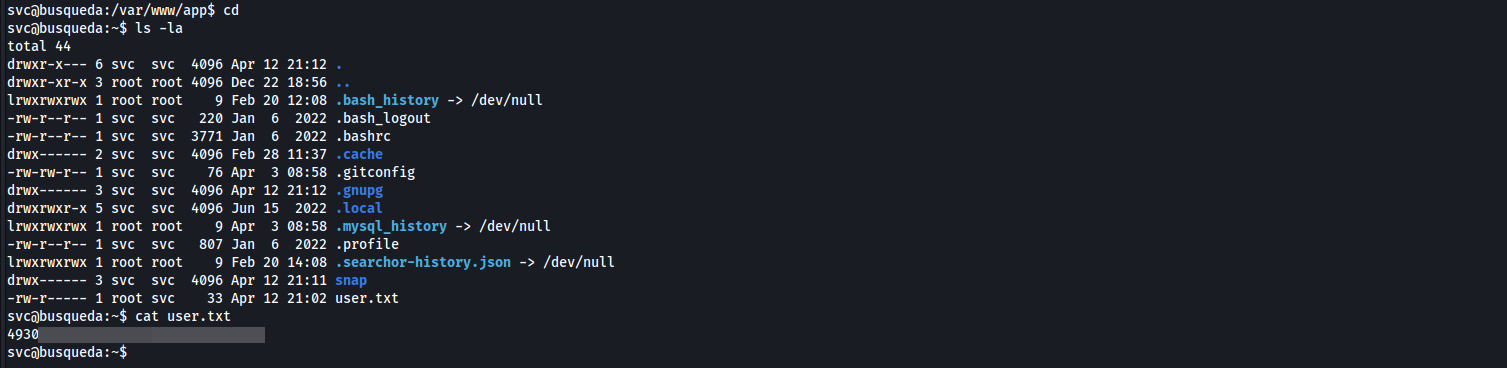 svc@busqueda:/var/www/app$ cd
svc@busqueda:~$ ls -la
total 44
drwxr-x--- 6 svc  svc  4096 Apr 12 21:12 .
drwxr-xr-x 3 root root 4096 Dec 22 18:56 ..
lrwxrwxrwx 1 root root    9 Feb 20 12:08 .bash_history -> /dev/null
-rw-r--r-- 1 svc  svc   220 Jan  6  2022 .bash_logout
-rw-r--r-- 1 svc  svc  3771 Jan  6  2022 .bashrc
drwx------ 2 svc  svc  4096 Feb 28 11:37 .cache
-rw-rw-r-- 1 svc  svc    76 Apr  3 08:58 .gitconfig
drwx------ 3 svc  svc  4096 Apr 12 21:12 .gnupg
drwxrwxr-x 5 svc  svc  4096 Jun 15  2022 .local
lrwxrwxrwx 1 root root    9 Apr  3 08:58 .mysql_history -> /dev/null
-rw-r--r-- 1 svc  svc   807 Jan  6  2022 .profile
lrwxrwxrwx 1 root root    9 Feb 20 14:08 .searchor-history.json -> /dev/null
drwx------ 3 svc  svc  4096 Apr 12 21:11 snap
-rw-r----- 1 root svc    33 Apr 12 21:02 user.txt
svc@busqueda:~$ cat user.txt
4930
svc@busqueda:~$